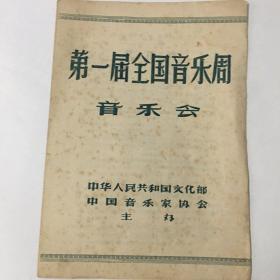 第一届全国音乐周
音乐会
中华人民共和国文化部
中国音乐家协会
主办